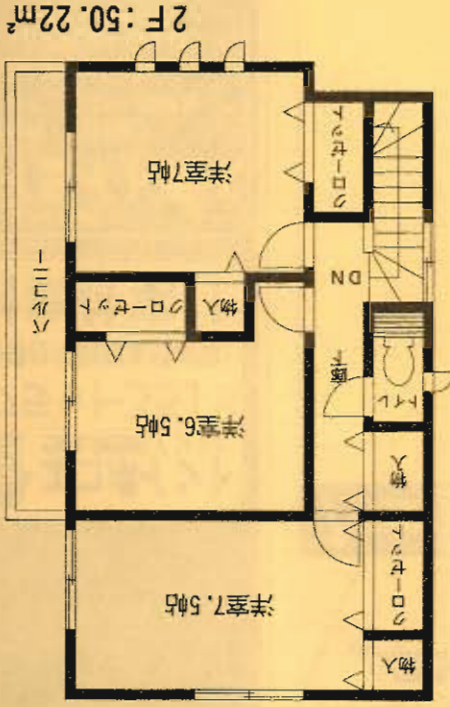 物入
洋室7.5帖
クローゼット
物入
トイレ
廊下
洋室6.5帖
クローゼット
物入
DN
バルコニー
洋室7帖
クローゼット
2F:50.22m²